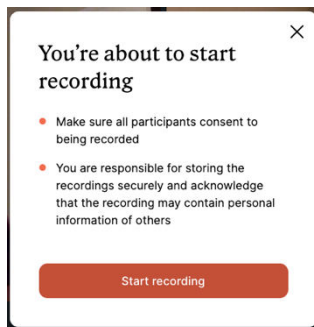 You're about to start
recording
Make sure all participants consent to
being recorded
You are responsible for storing the
recordings securely and acknowledge
that the recording may contain personal
information of others
Start recording